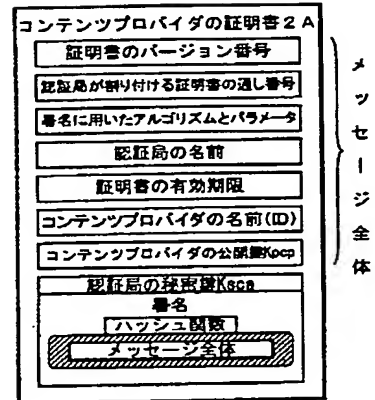 コンテンツプロバイダの証明書2A
証明書のバージョン番号
認証局が割り付ける証明書の通し番号
署名に用いたアルゴリズムとパラメータ
認証局の名前
証明書の有効期限
コンテンツプロバイダの名前(ID)
コンテンツプロバイダの公開鍵Kpcp
認証局の秘密鍵Ksca
署名
ハッシュ関数
メッセージ全体
メッセージ全体